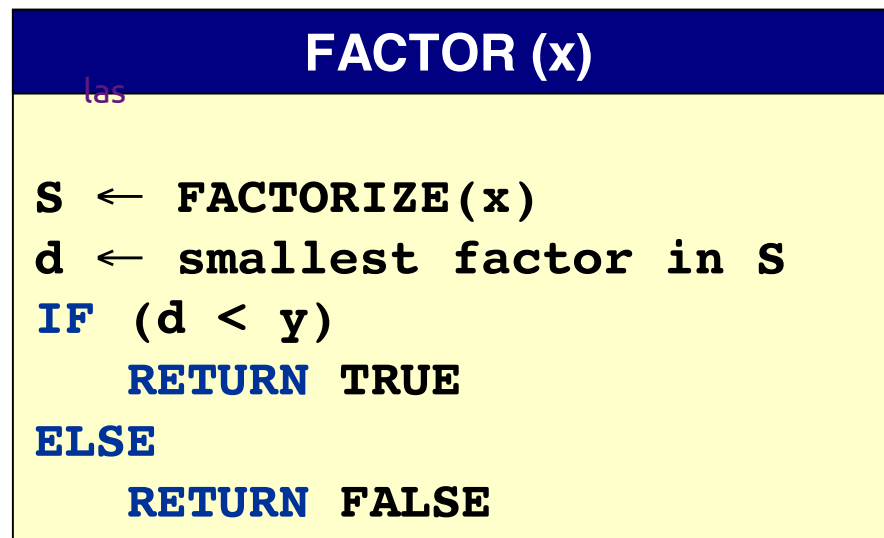 FACTOR (x)
las
S ← FACTORIZE(x)
d ← smallest factor in S
IF (d < y)
RETURN TRUE
ELSE
RETURN FALSE